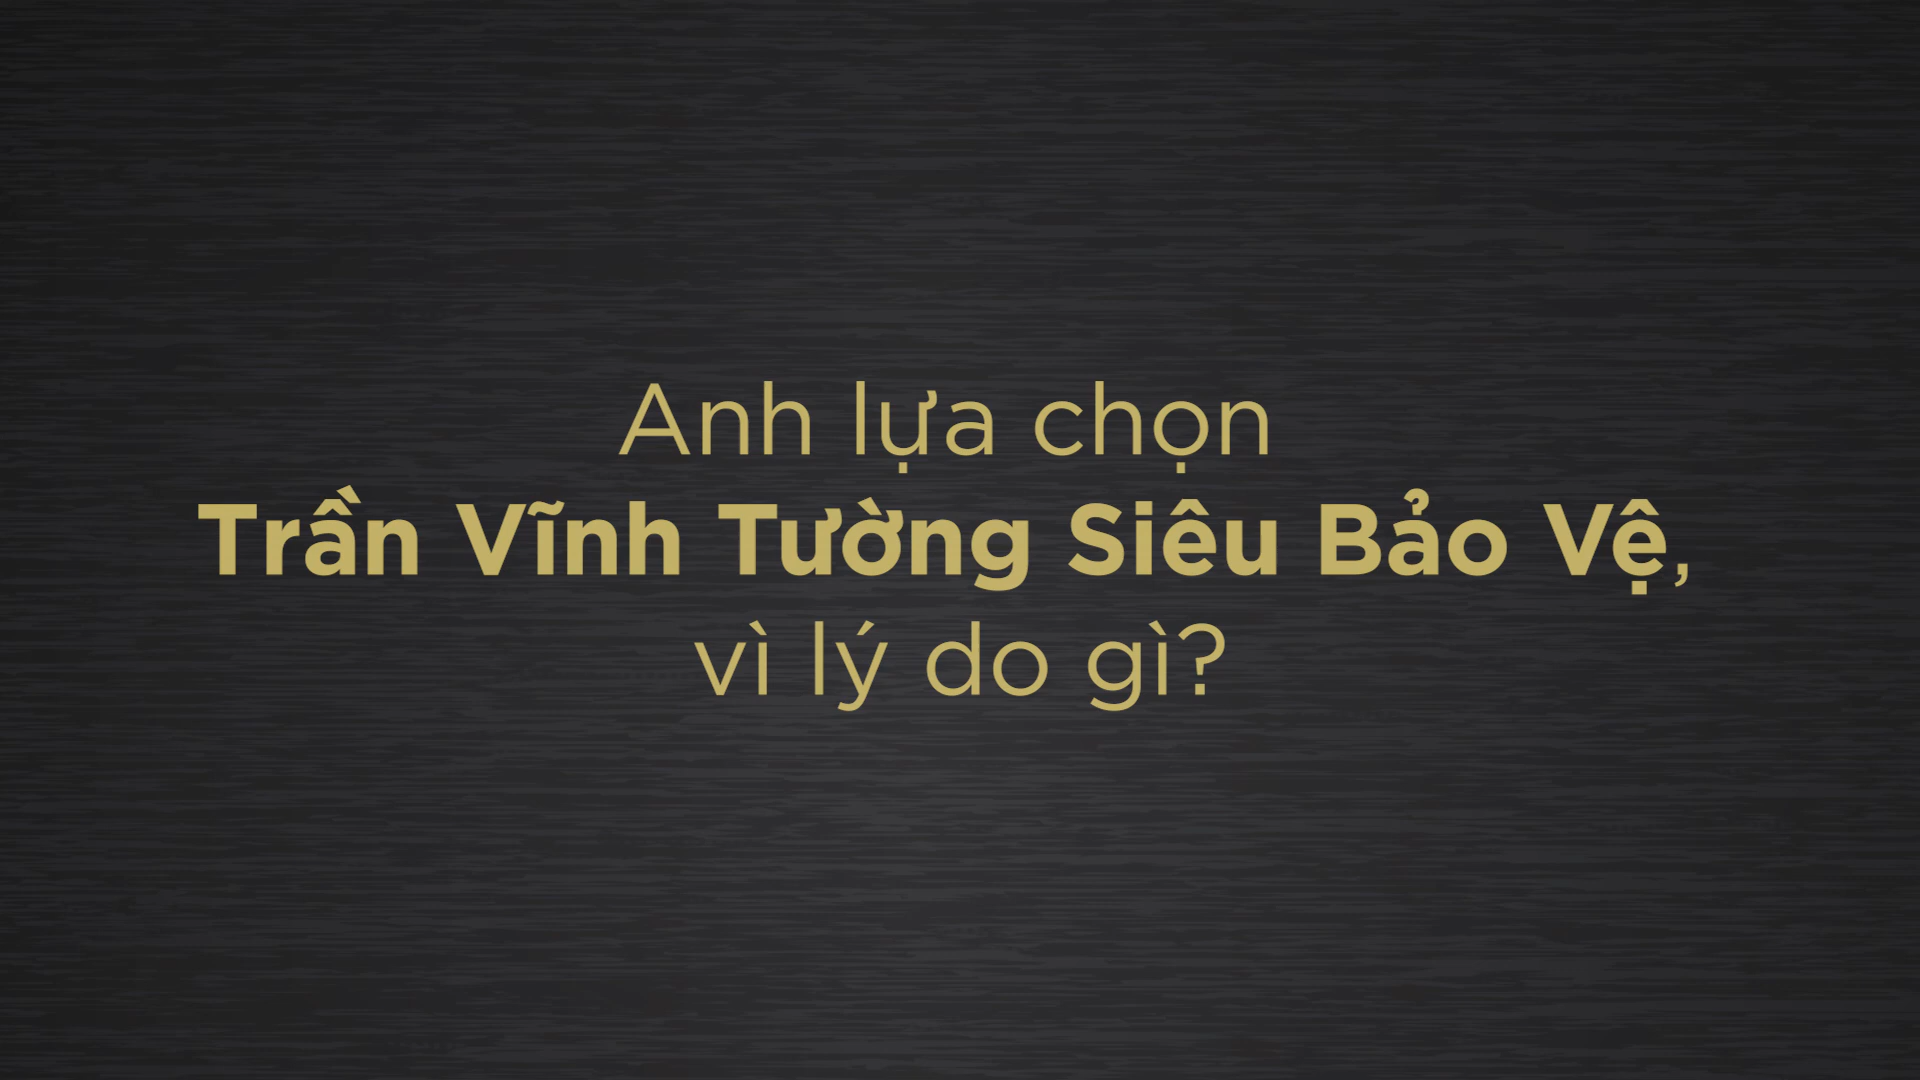 Anh lựa chọn
Trần Vĩnh Tường Siêu Bảo Vệ,
vì lý do gì?